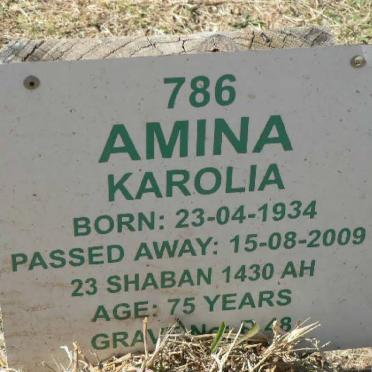 786
AMINA
KAROLIA
BORN: 23-04-1934
PASSED AWAY: 15-08-2009
23 SHABAN 1430 AH
AGE: 75 YEARS
48